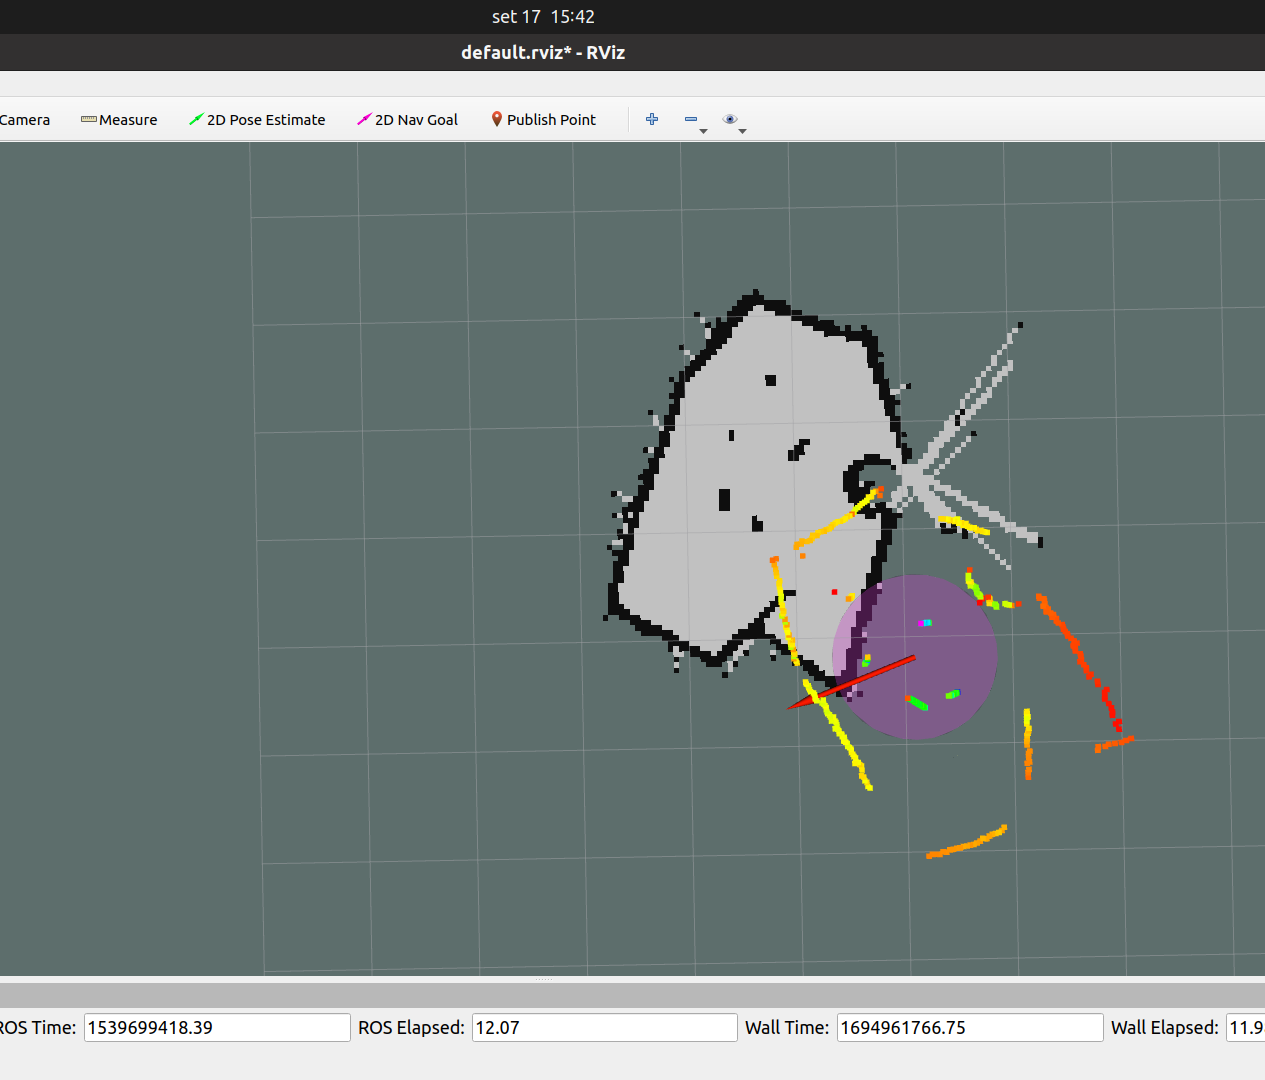 set 17 15:42
default.rviz* - RViz
Camera Measure 2D Pose Estimate 2D Nav Goal Publish Point
ROS Time: 1539699418.39 ROS Elapsed: 12.07 Wall Time: 1694961766.75 Wall Elapsed: 11.9